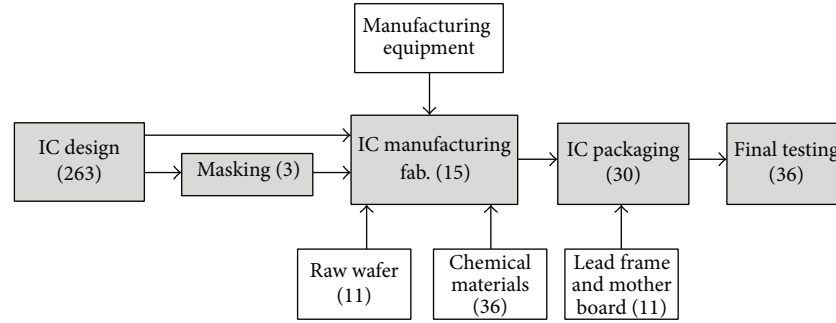 Manufacturing
equipment
IC design
(263)
Masking (3)
IC manufacturing
fab. (15)
IC packaging
(30)
Final testing
(36)
Raw wafer
(11)
Chemical
materials
(36)
Lead frame
and mother
board (11)